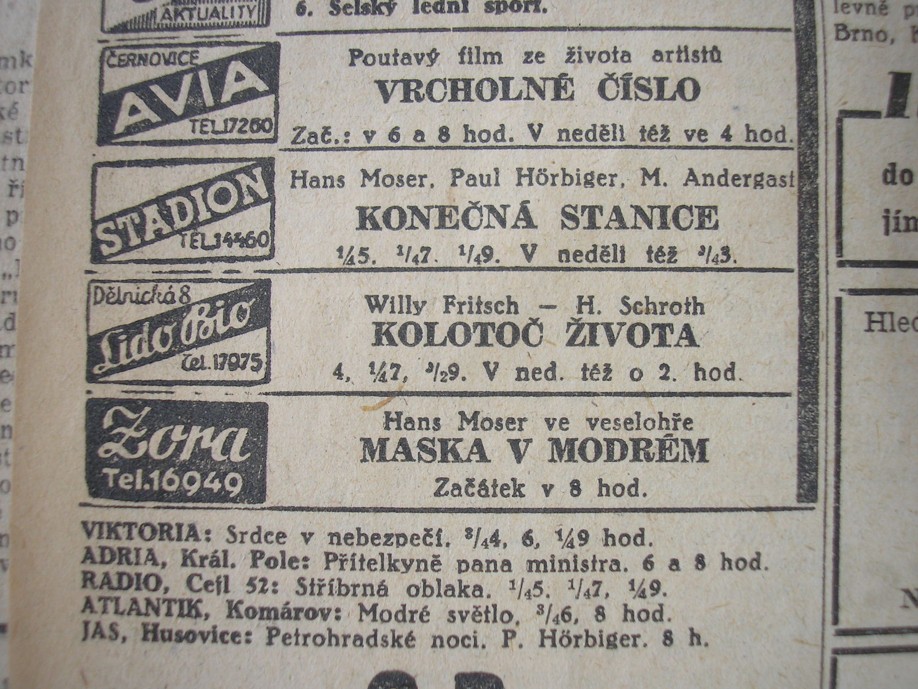 AKTUALITY
6. Selský lední sport.
ČERNOVICE
AVIA
TEL.17260
Poutavý film ze života artistů
VRCHOLNÉ ČÍSLO
Zač.: v 6 a 8 hod. V neděli též ve 4 hod.
STADION
TEL.14460
Hans Moser, Paul Hörbiger, M. Andergast
KONEČNÁ STANICE
¼5, ¼7, ¼9. V neděli též ¾3.
Dělnická 8
Lido Bio
Tel.17975
Willy Fritsch — H. Schroth
KOLOTOČ ŽIVOTA
4, ¼7, ½9. V ned. též o 2. hod.
Zora
Tel.16949
Hans Moser ve veselohře
MASKA V MODRÉM
Začátek v 8 hod.
VIKTORIA: Srdce v nebezpečí, ¾4, 6, ¼9 hod.
ADRIA, Král. Pole: Přítelkyně pana ministra. 6 a 8 hod.
RADIO, Cejl 52: Stříbrná oblaka. ¼5, ¼7, ¼9.
ATLANTIK, Komárov: Modré světlo, ¾6, 8 hod.
JAS, Husovice: Petrohradské noci. P. Hörbiger. 8 h.
levně p
Brno, 
do
jím
Hled